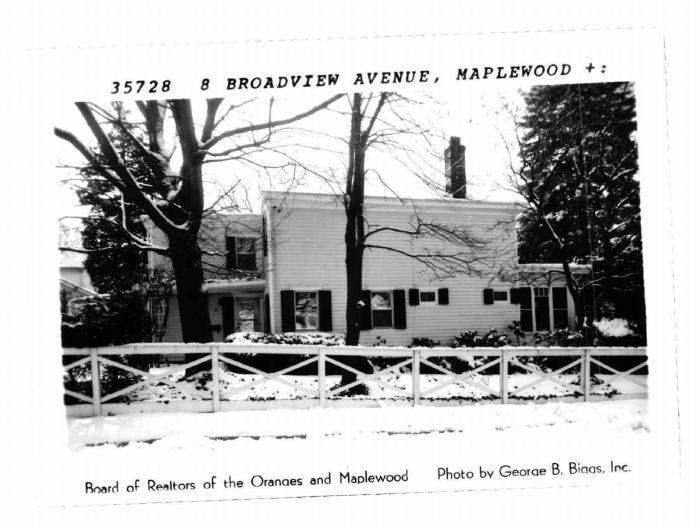 35728 8 BROADVIEW AVENUE, MAPLEWOOD +:
Board of Realtors of the Oranges and Maplewood Photo by George B. Biggs, Inc.